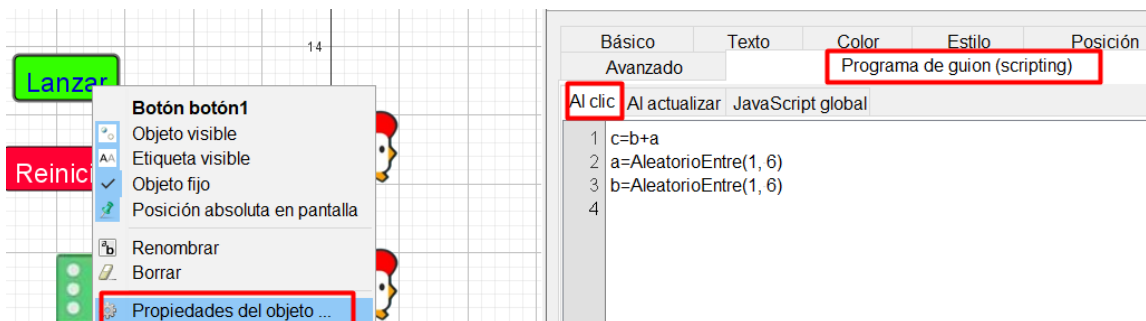 14
Lanzar
Reinici
Botón botón1
Objeto visible
AA Etiqueta visible
Objeto fijo
Posición absoluta en pantalla
ab Renombrar
Borrar
Propiedades del objeto ...
Básico Texto Color Estilo Posición
Avanzado Programa de guion (scripting)
Al clic Al actualizar JavaScript global
1 c=b+a
2 a=AleatorioEntre(1, 6)
3 b=AleatorioEntre(1, 6)
4